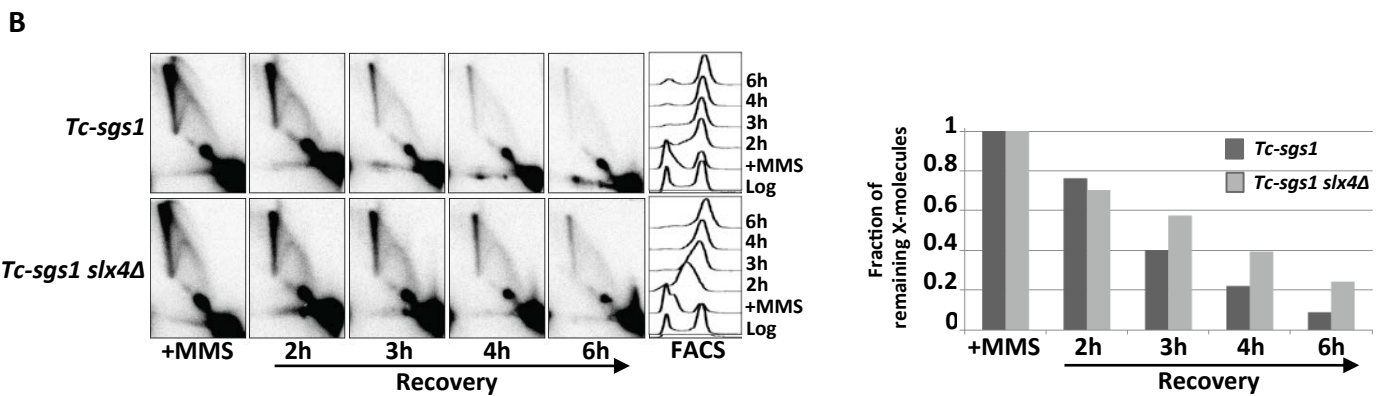 B
Tc-sgs1
6h
4h
3h
2h
+MMS
Log
Tc-sgs1 slx4Δ
6h
4h
3h
2h
+MMS
Log
+MMS 2h 3h 4h 6h FACS
Recovery
Fraction of
remaining X-molecules
1
0.8
0.6
0.4
0.2
0
Tc-sgs1
Tc-sgs1 slx4Δ
+MMS 2h 3h 4h 6h
Recovery